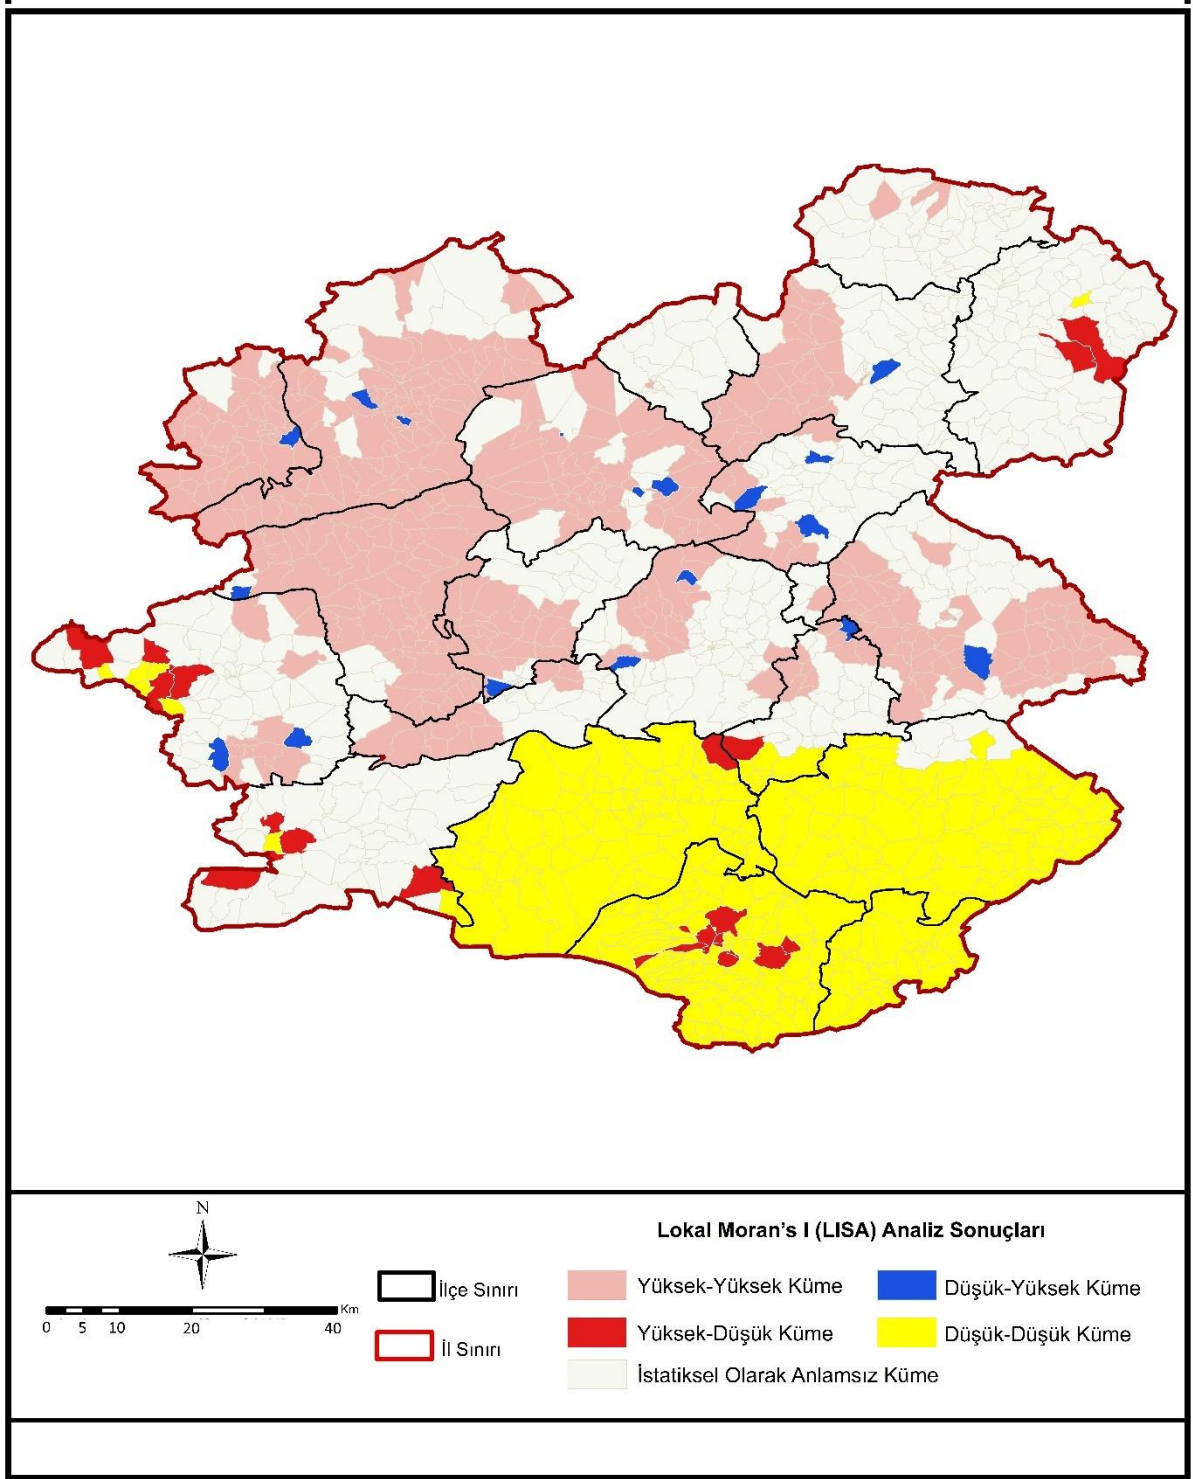 N
Km
0 5 10 20 40
İlçe Sınırı
İl Sınırı
Lokal Moran's I (LISA) Analiz Sonuçları
Yüksek-Yüksek Küme
Düşük-Yüksek Küme
Yüksek-Düşük Küme
Düşük-Düşük Küme
İstatiksel Olarak Anlamsız Küme